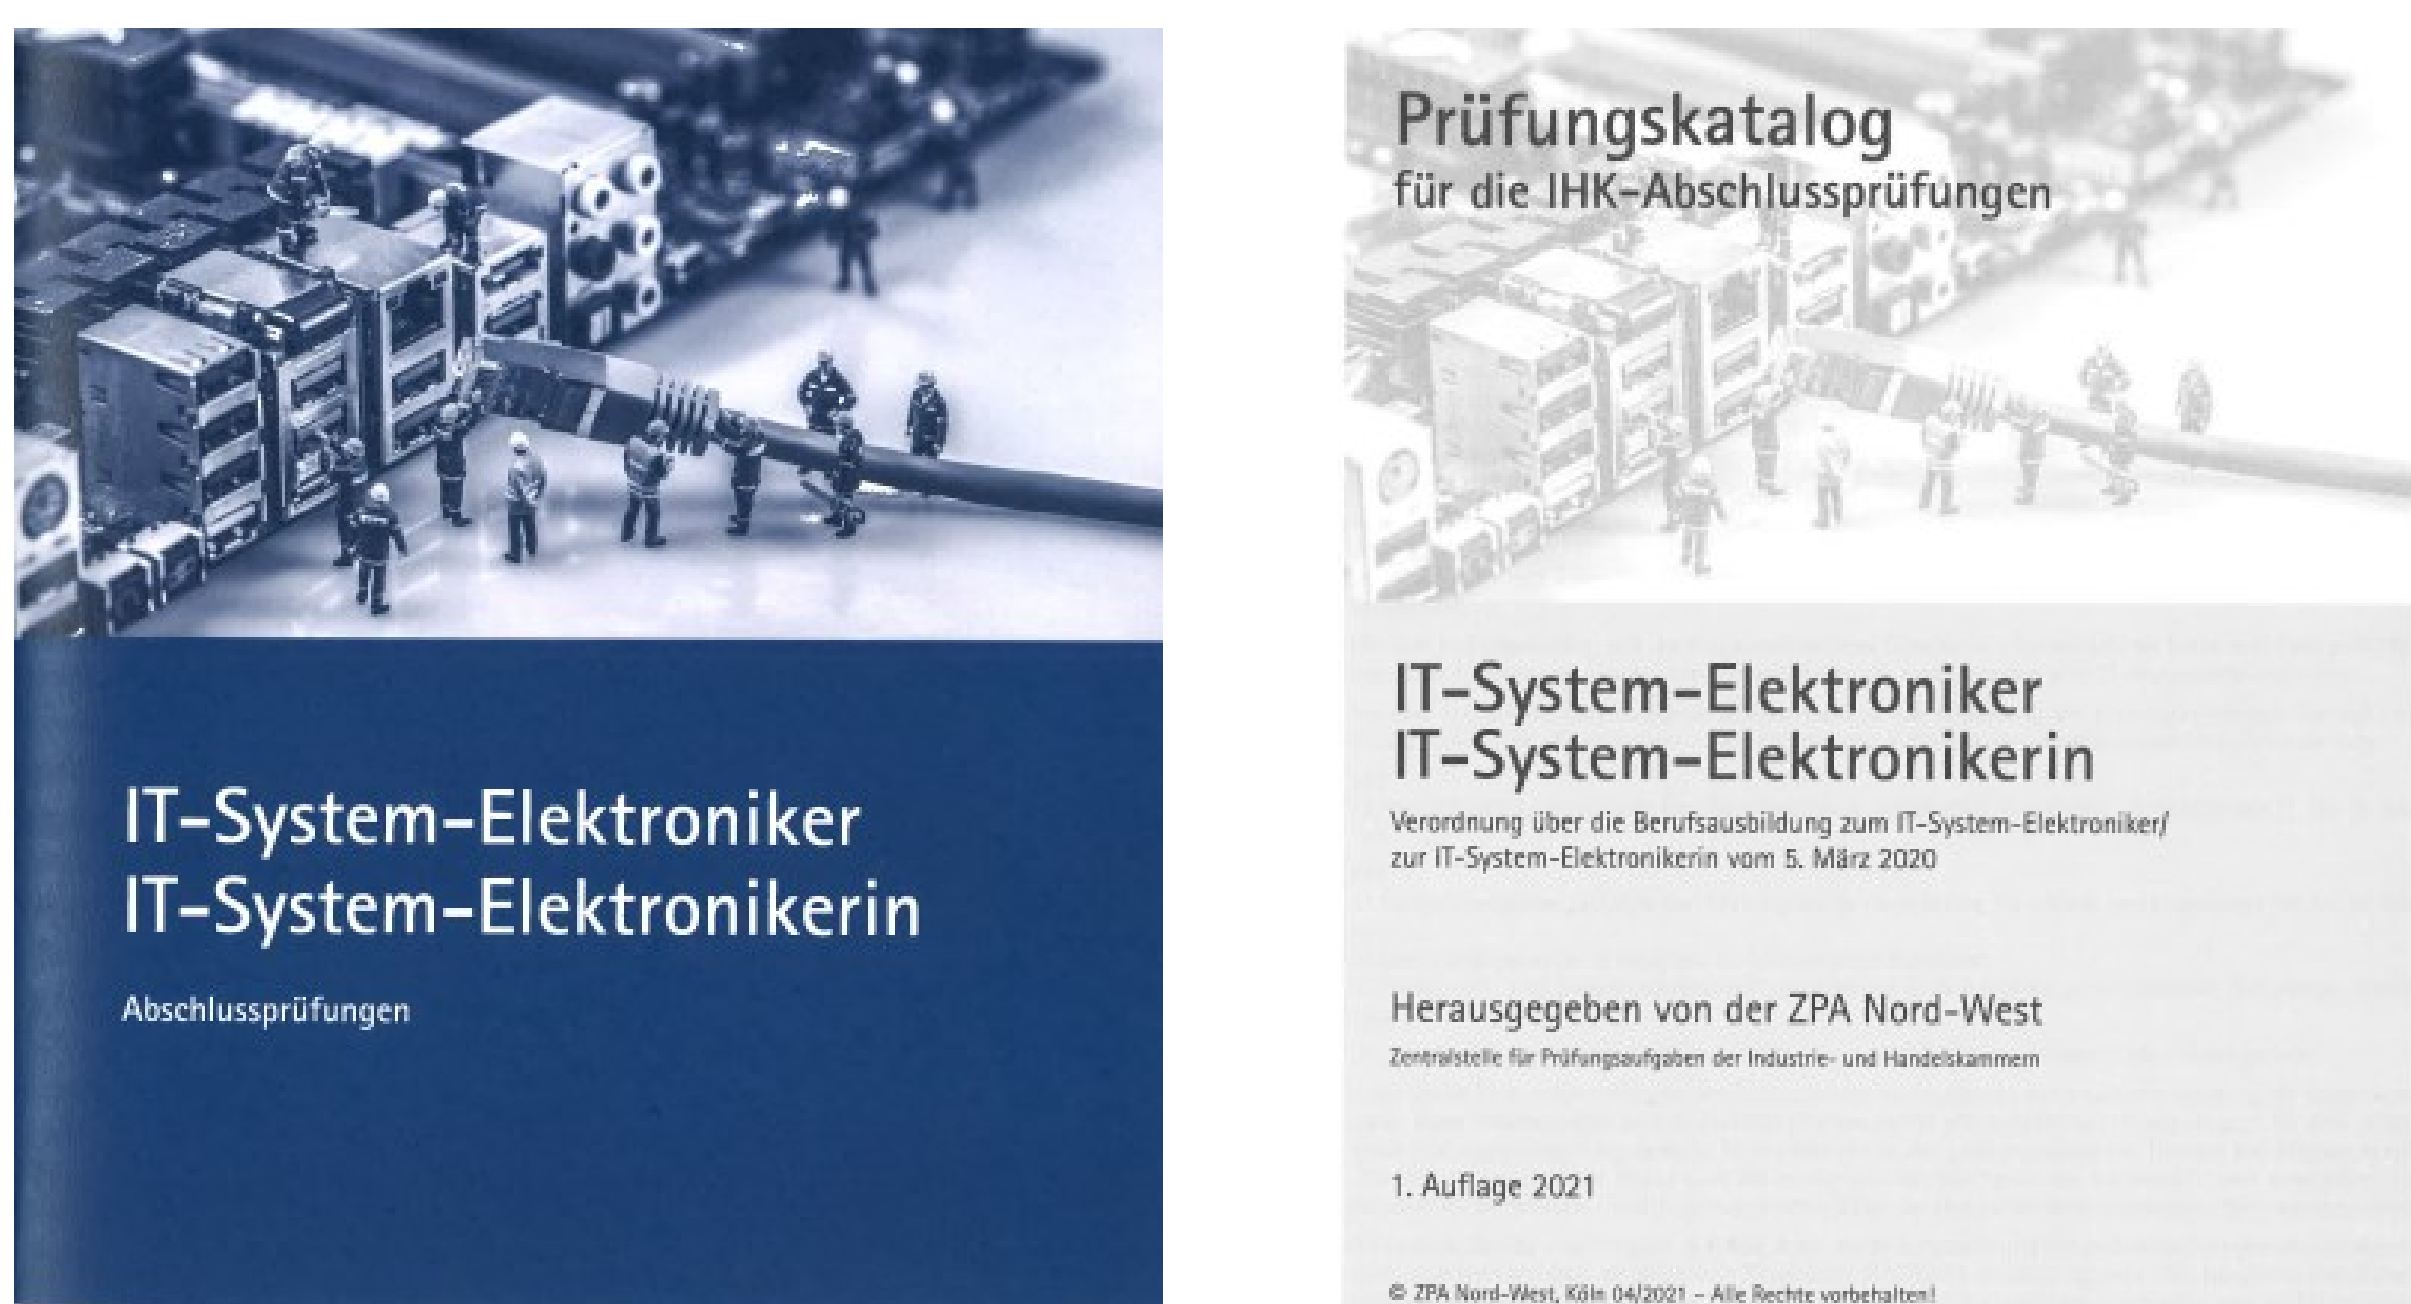 IT-System-Elektroniker
IT-System-Elektronikerin
Abschlussprüfungen
Prüfungskatalog
für die IHK-Abschlussprüfungen
IT-System-Elektroniker
IT-System-Elektronikerin
Verordnung über die Berufsausbildung zum IT-System-Elektroniker/
zur IT-System-Elektronikerin vom 5. März 2020
Herausgegeben von der ZPA Nord-West
Zentralstelle für Prüfungsaufgaben der Industrie- und Handelskammern
1. Auflage 2021
© ZPA Nord-West, Köln 04/2021 – Alle Rechte vorbehalten!